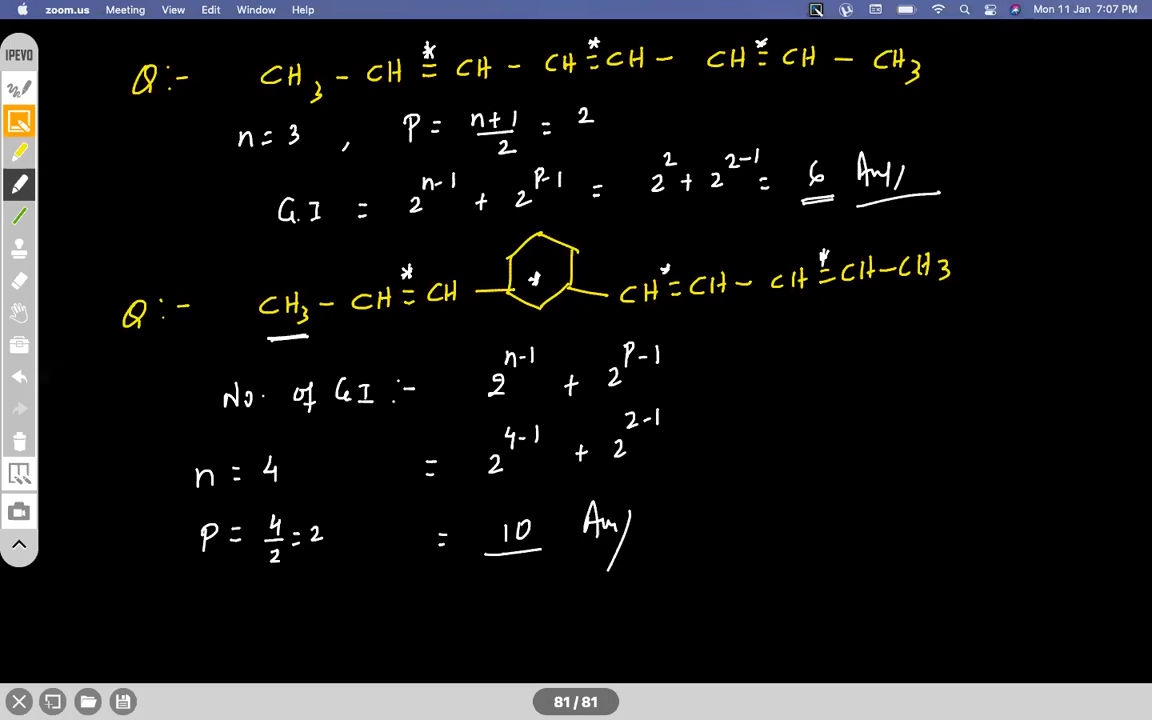 zoom.us Meeting View Edit Window Help Mon 11 Jan 7:07 PM
IPEVO
Q:- CH3 - CH = CH - CH = CH - CH = CH - CH3
* * *
n = 3 , P = n+1/2 = 2
G.I = 2^n-1 + 2^P-1 = 2^2 + 2^2-1 = 6 Ans/
Q:- CH3 - CH = CH - CH = CH - CH = CH - CH3
* * * *
No. of GI :- 2^n-1 + 2^P-1
n = 4 = 2^4-1 + 2^2-1
P = 4/2 = 2 = 10 Ans/
81 / 81